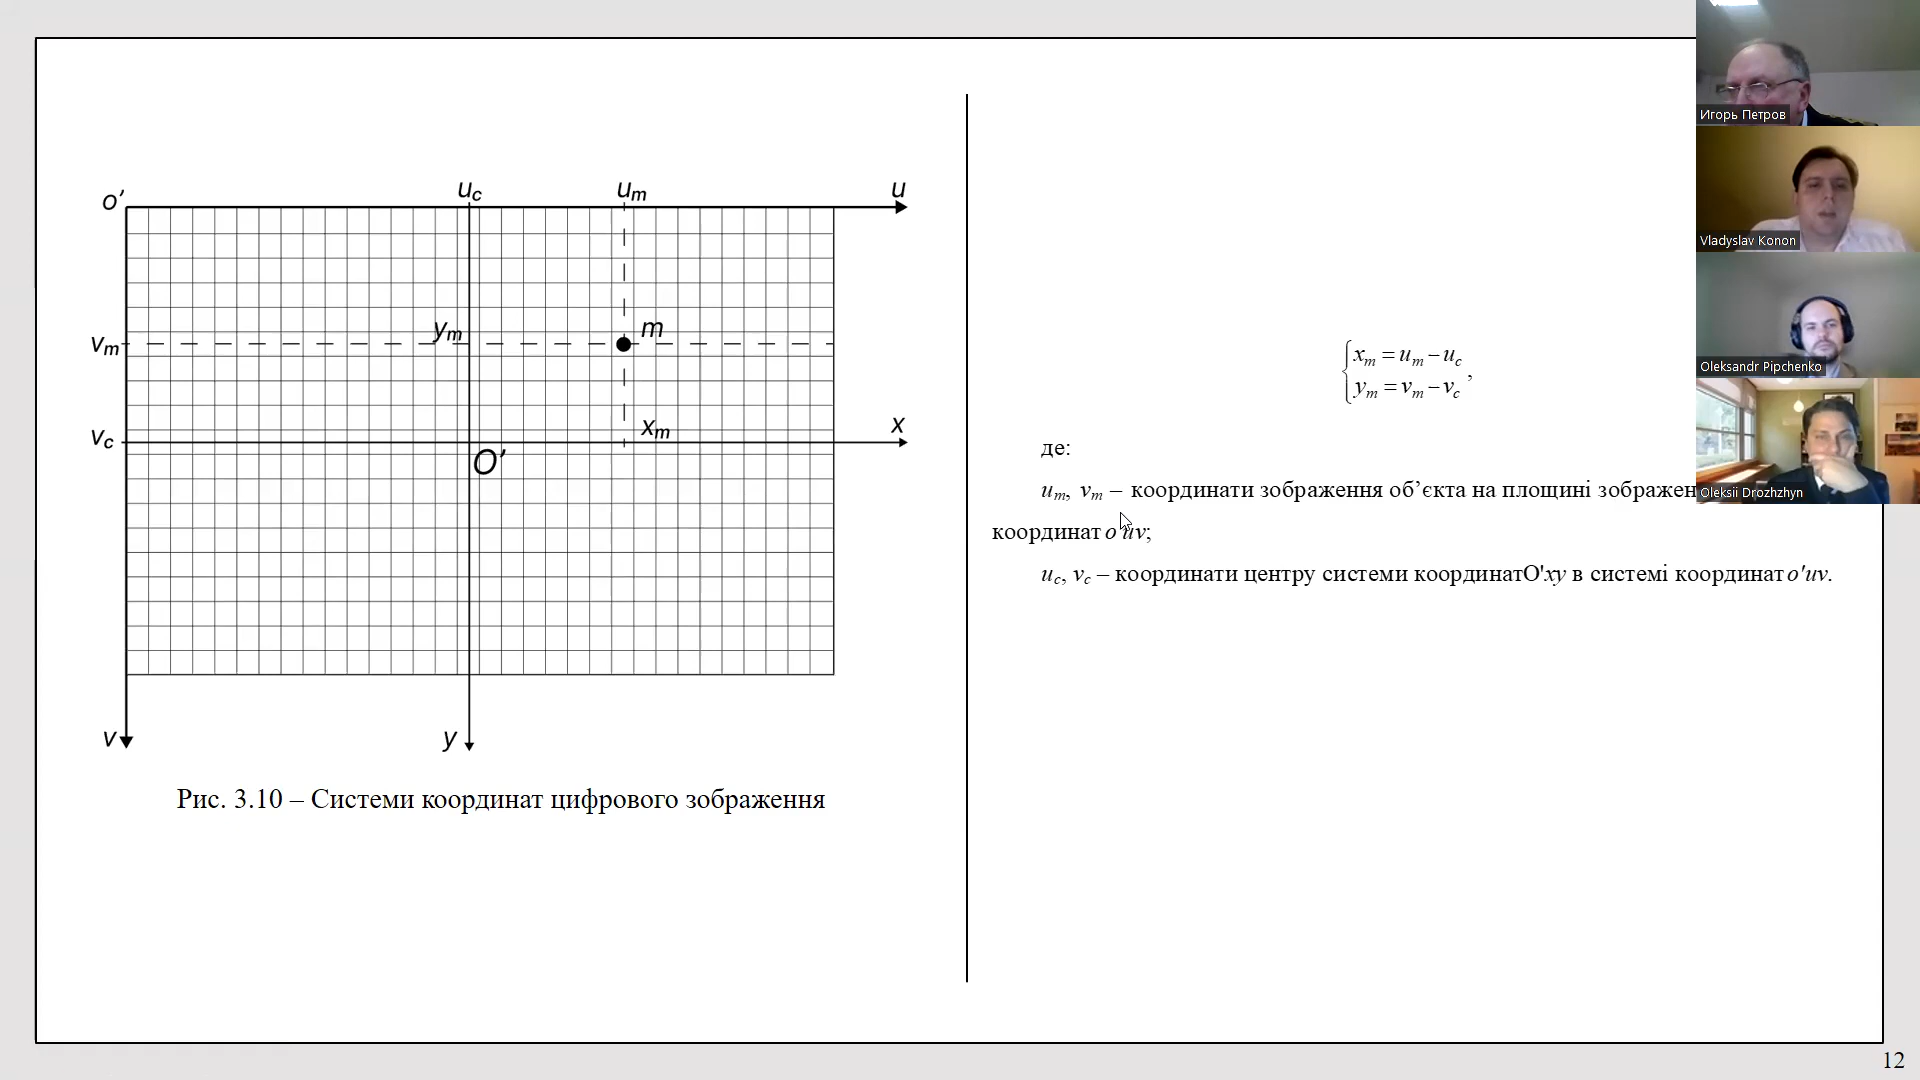 o′ u_c u_m u
y_m m
v_m
v_c x_m x
O′
v y
Рис. 3.10 – Системи координат цифрового зображення
x_m = u_m – u_c
y_m = v_m – v_c ,
де:
u_m, v_m – координати зображення об’єкта на площині
координат o'uv;
u_c, v_c – координати центру системи координатO'xy в системі координат o'uv.
Игорь Петров
Vladyslav Konon
Oleksandr Pipchenko
Oleksii Drozhzhyn
12